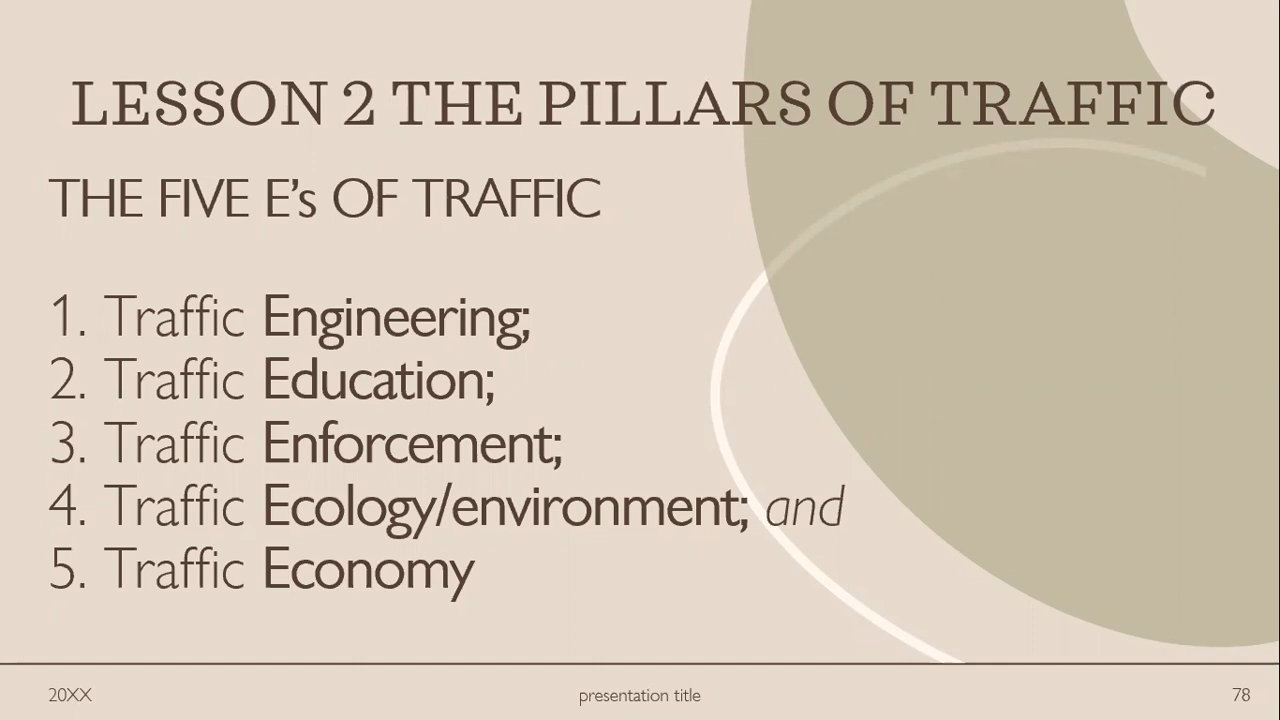 LESSON 2 THE PILLARS OF TRAFFIC
THE FIVE E’s OF TRAFFIC
1. Traffic Engineering;
2. Traffic Education;
3. Traffic Enforcement;
4. Traffic Ecology/environment; and
5. Traffic Economy
20XX
presentation title
78